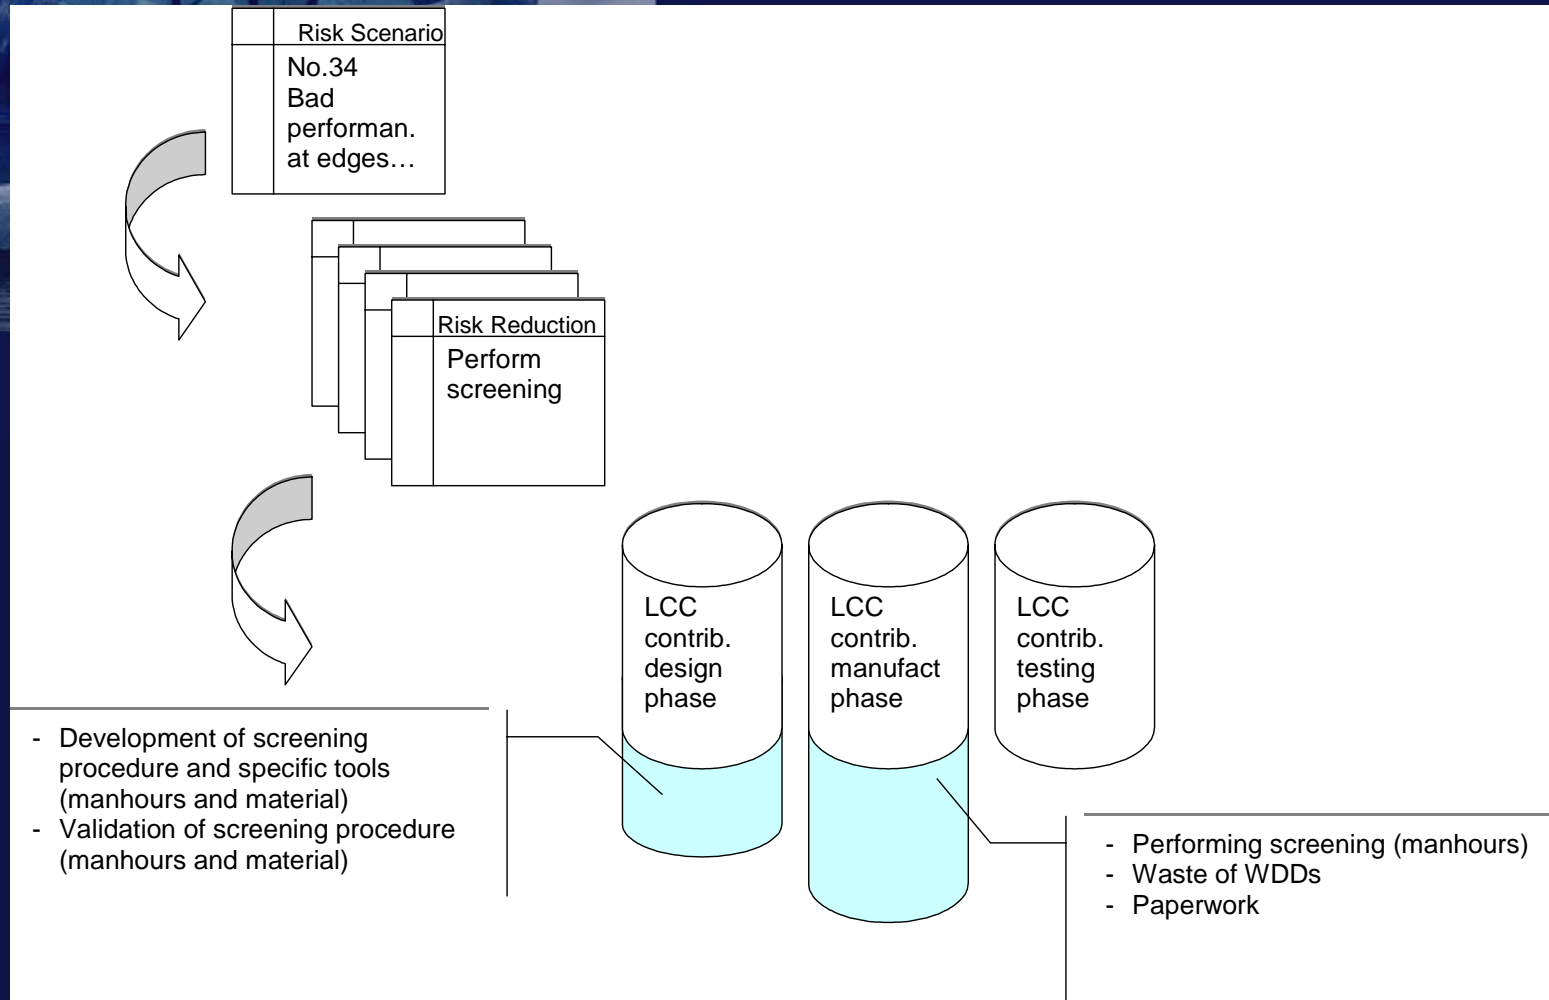 Risk Scenario
No.34
Bad
performan.
at edges…
Risk Reduction
Perform
screening
LCC
contrib.
design
phase
LCC
contrib.
manufact
phase
LCC
contrib.
testing
phase
- Development of screening
procedure and specific tools
(manhours and material)
- Validation of screening procedure
(manhours and material)
- Performing screening (manhours)
- Waste of WDDs
- Paperwork